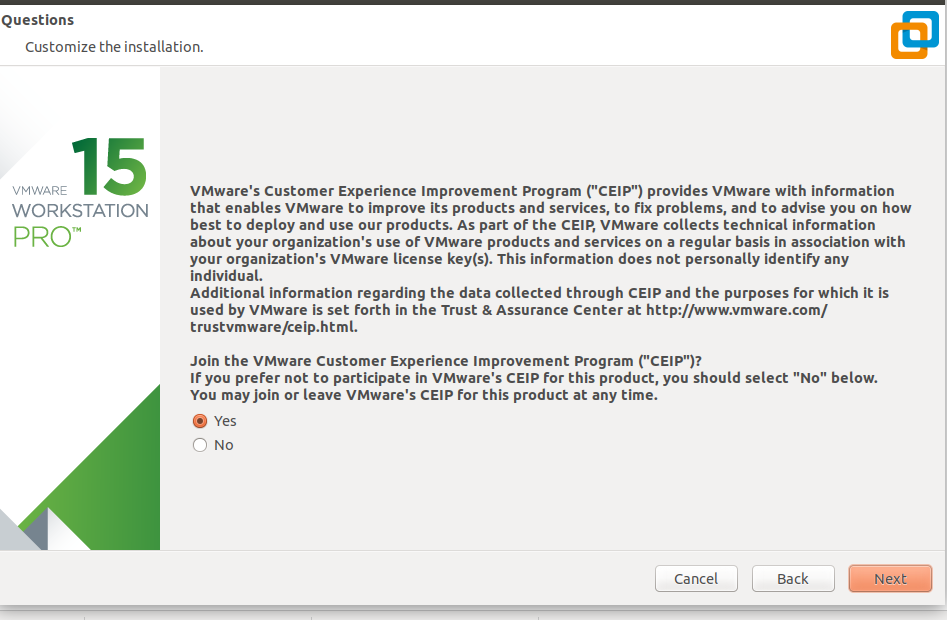 Questions
Customize the installation.
15
VMWARE
WORKSTATION
PRO™
VMware's Customer Experience Improvement Program ("CEIP") provides VMware with information
that enables VMware to improve its products and services, to fix problems, and to advise you on how
best to deploy and use our products. As part of the CEIP, VMware collects technical information
about your organization's use of VMware products and services on a regular basis in association with
your organization's VMware license key(s). This information does not personally identify any
individual.
Additional information regarding the data collected through CEIP and the purposes for which it is
used by VMware is set forth in the Trust & Assurance Center at http://www.vmware.com/
trustvmware/ceip.html.
Join the VMware Customer Experience Improvement Program ("CEIP")?
If you prefer not to participate in VMware's CEIP for this product, you should select "No" below.
You may join or leave VMware's CEIP for this product at any time.
Yes
No
Cancel Back Next